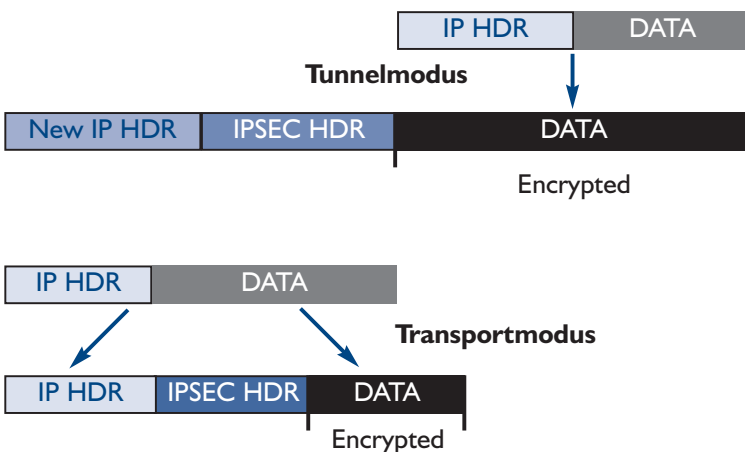 IP HDR DATA
Tunnelmodus
New IP HDR IPSEC HDR DATA
Encrypted
IP HDR DATA
Transportmodus
IP HDR IPSEC HDR DATA
Encrypted